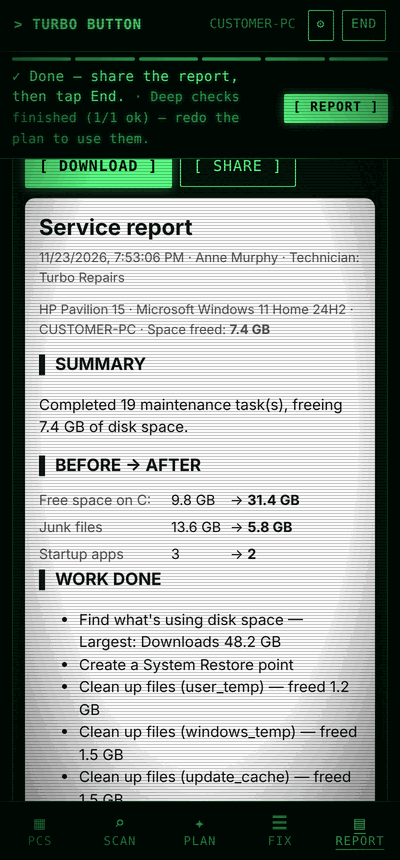 > TURBO BUTTON
CUSTOMER-PC
⚙
END
✓ Done — share the report,
then tap End. · Deep checks
finished (1/1 ok) — redo the
plan to use them.
[ REPORT ]
[ DOWNLOAD ]
[ SHARE ]
Service report
11/23/2026, 7:53:06 PM · Anne Murphy · Technician:
Turbo Repairs
HP Pavilion 15 · Microsoft Windows 11 Home 24H2 ·
CUSTOMER-PC · Space freed: 7.4 GB
SUMMARY
Completed 19 maintenance task(s), freeing
7.4 GB of disk space.
BEFORE → AFTER
Free space on C: 9.8 GB → 31.4 GB
Junk files 13.6 GB → 5.8 GB
Startup apps 3 → 2
WORK DONE
• Find what's using disk space —
Largest: Downloads 48.2 GB
• Create a System Restore point
• Clean up files (user_temp) — freed 1.2
GB
• Clean up files (windows_temp) — freed
1.5 GB
• Clean up files (update_cache) — freed
1.5 GB
PCS
SCAN
PLAN
FIX
REPORT